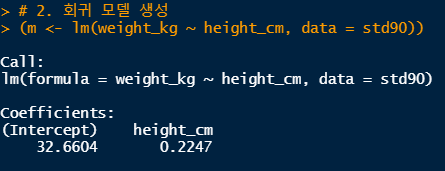 > # 2. 회귀 모델 생성
> (m <- lm(weight_kg ~ height_cm, data = std90))
Call:
lm(formula = weight_kg ~ height_cm, data = std90)
Coefficients:
(Intercept)    height_cm
    32.6604       0.2247